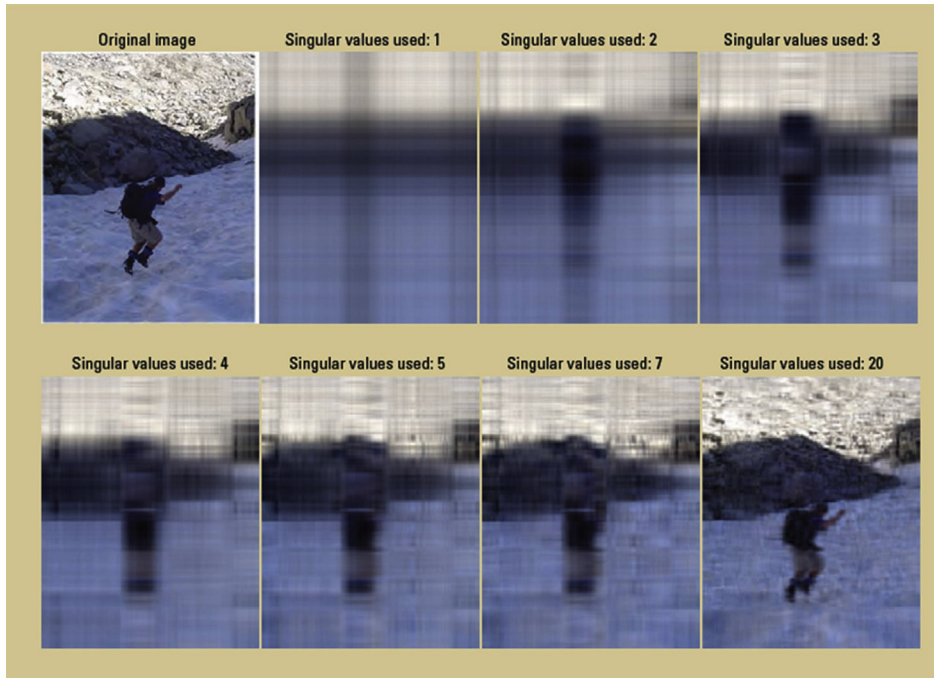 Original image
Singular values used: 1
Singular values used: 2
Singular values used: 3
Singular values used: 4
Singular values used: 5
Singular values used: 7
Singular values used: 20